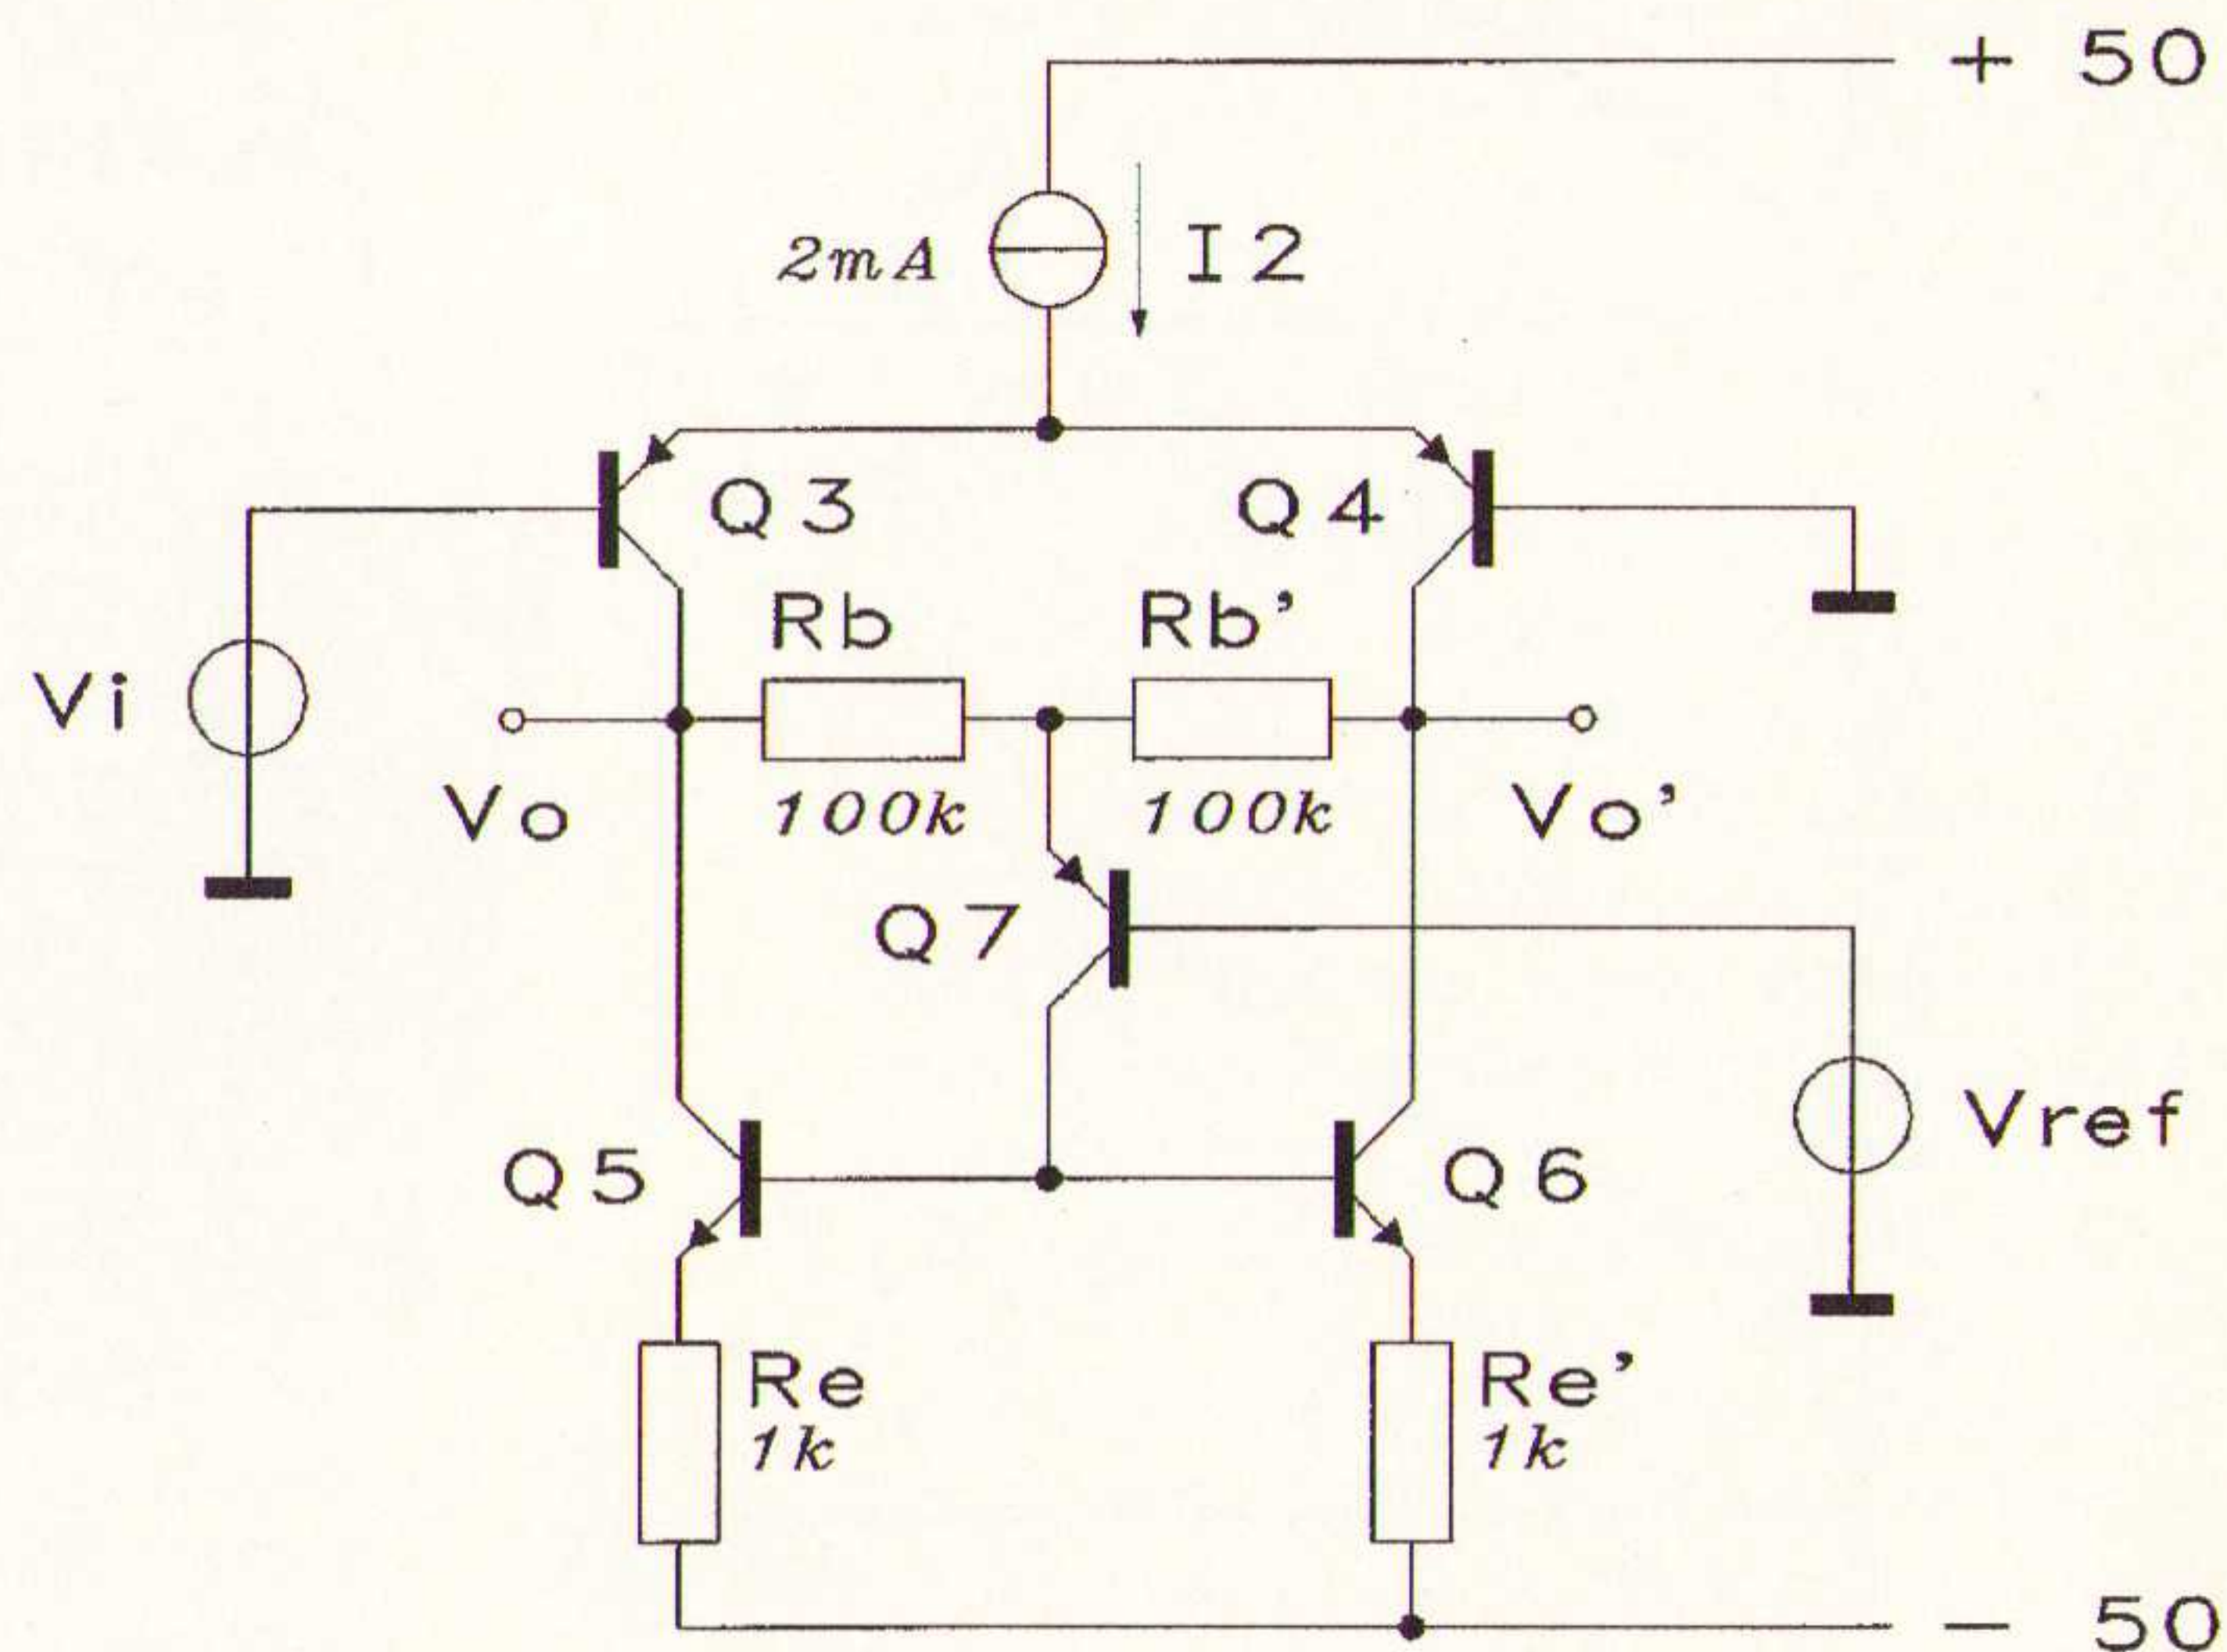 + 50
2mA
I2
Q3
Q4
Rb
Rb’
Vi
100k
100k
Vo
Vo’
Q7
Vref
Q5
Q6
Re
1k
Re’
1k
− 50